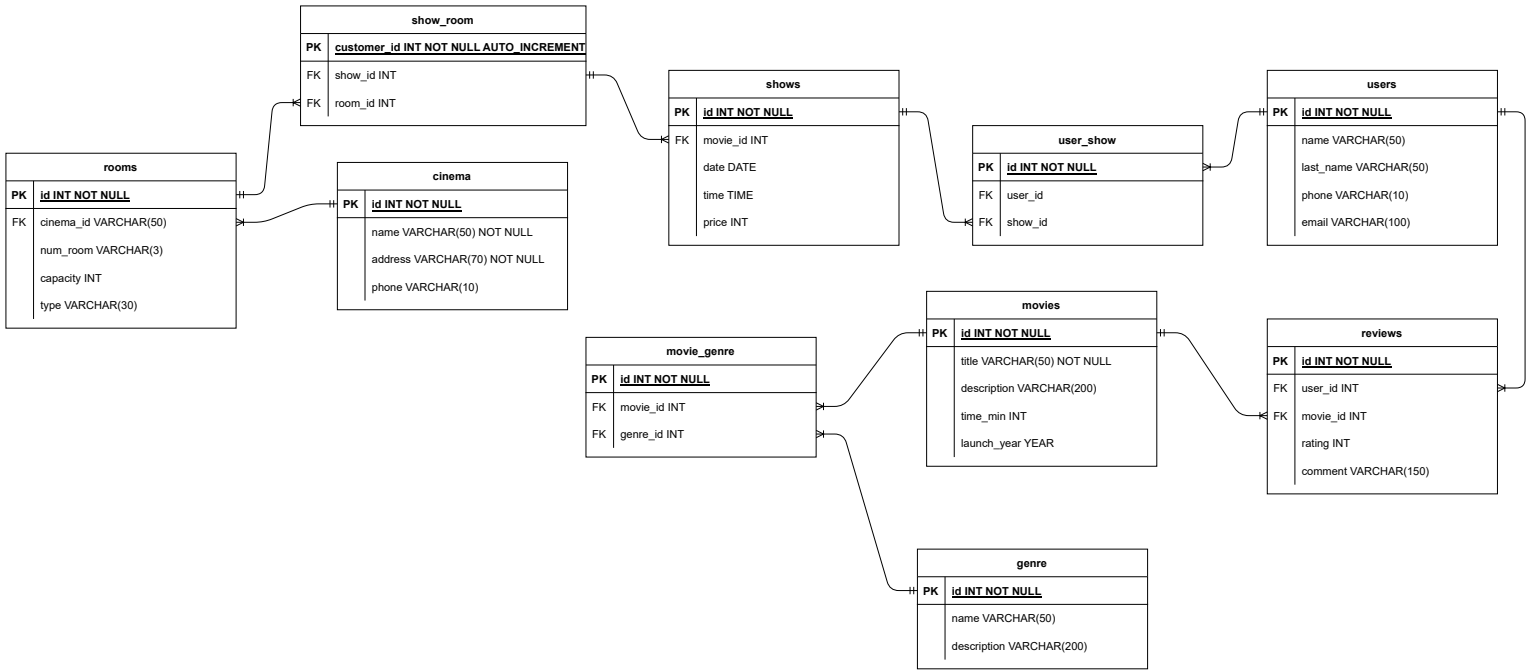 show_room
PK customer_id INT NOT NULL AUTO_INCREMENT
FK show_id INT
FK room_id INT
rooms
PK id INT NOT NULL
FK cinema_id VARCHAR(50)
num_room VARCHAR(3)
capacity INT
type VARCHAR(30)
cinema
PK id INT NOT NULL
name VARCHAR(50) NOT NULL
address VARCHAR(70) NOT NULL
phone VARCHAR(10)
shows
PK id INT NOT NULL
FK movie_id INT
date DATE
time TIME
price INT
user_show
PK id INT NOT NULL
FK user_id
FK show_id
users
PK id INT NOT NULL
name VARCHAR(50)
last_name VARCHAR(50)
phone VARCHAR(10)
email VARCHAR(100)
movie_genre
PK id INT NOT NULL
FK movie_id INT
FK genre_id INT
movies
PK id INT NOT NULL
title VARCHAR(50) NOT NULL
description VARCHAR(200)
time_min INT
launch_year YEAR
reviews
PK id INT NOT NULL
FK user_id INT
FK movie_id INT
rating INT
comment VARCHAR(150)
genre
PK id INT NOT NULL
name VARCHAR(50)
description VARCHAR(200)